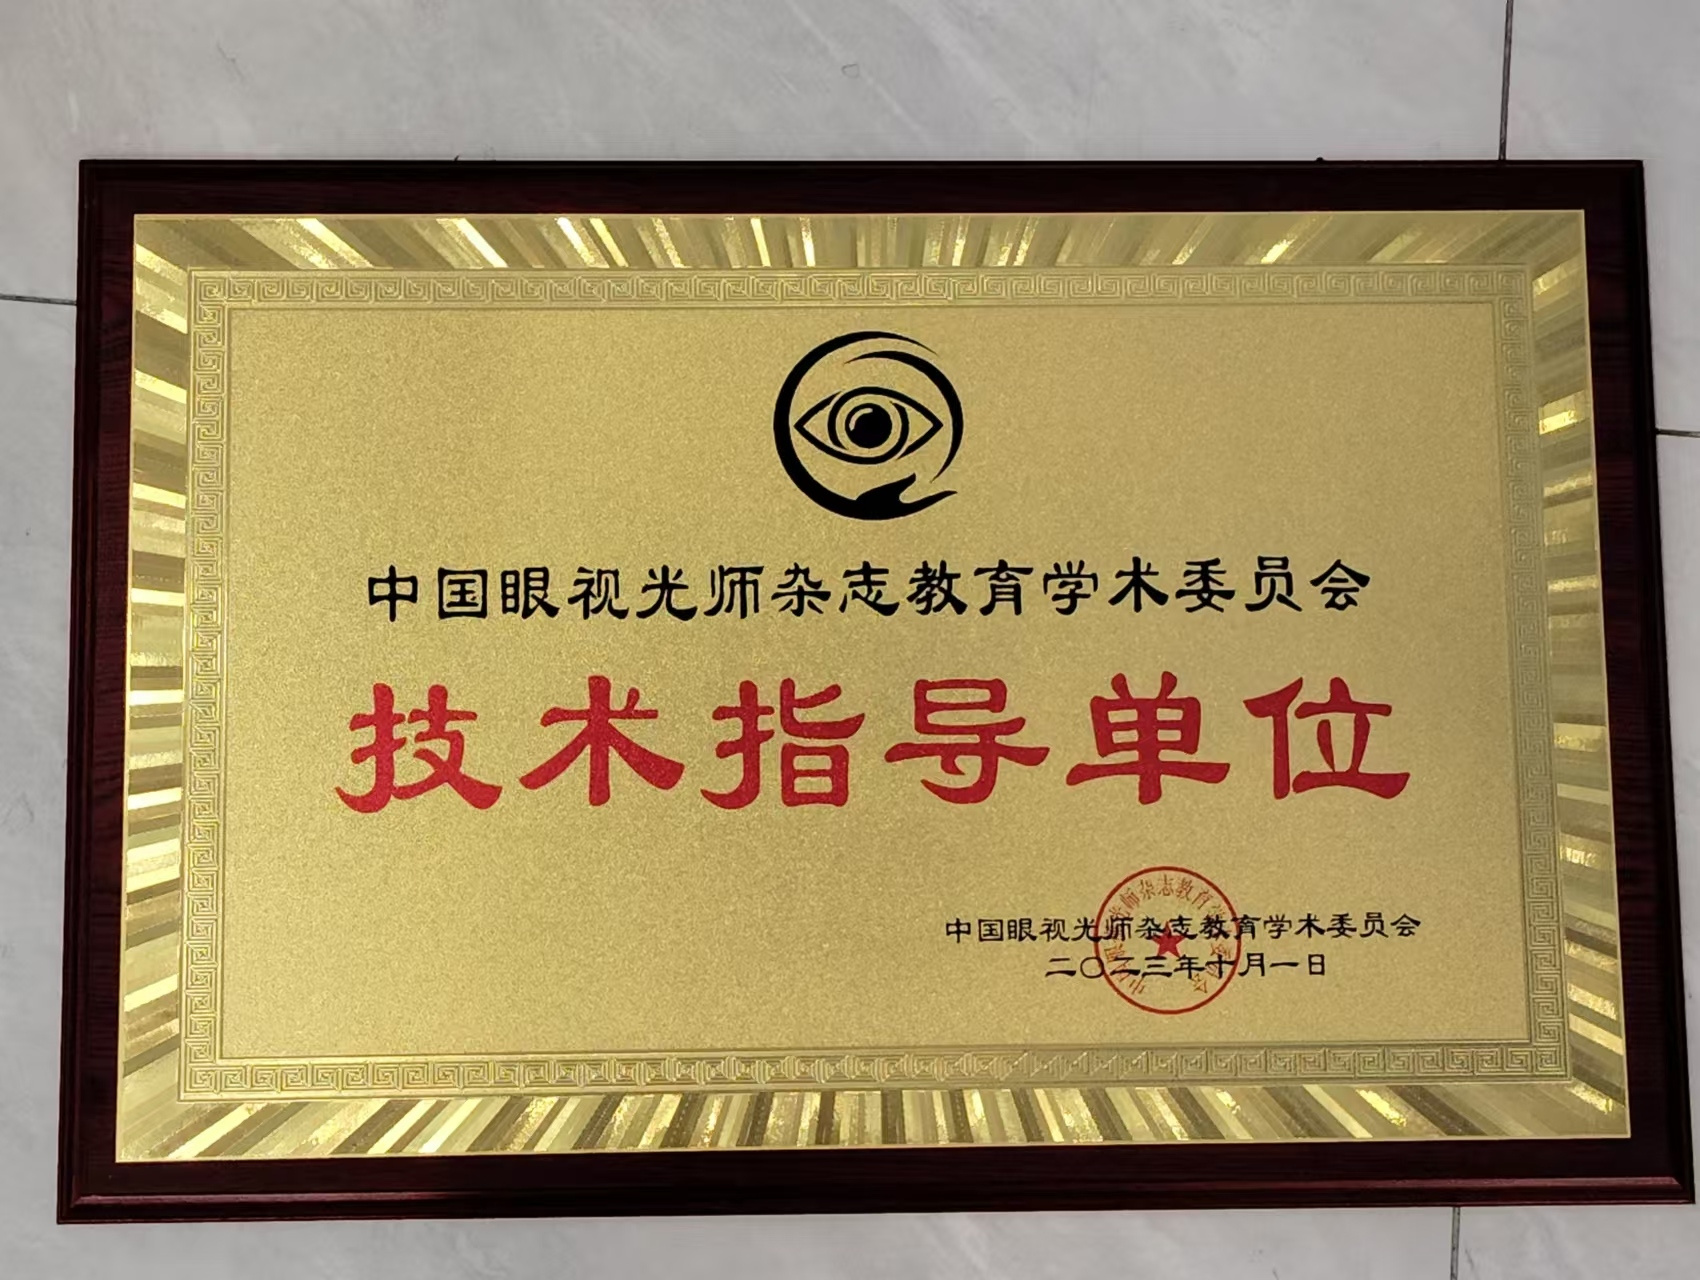 中国眼视光师杂志教育学术委员会
技术指导单位
中国眼视光师杂志教育学术委员会
二〇二三年十月一日